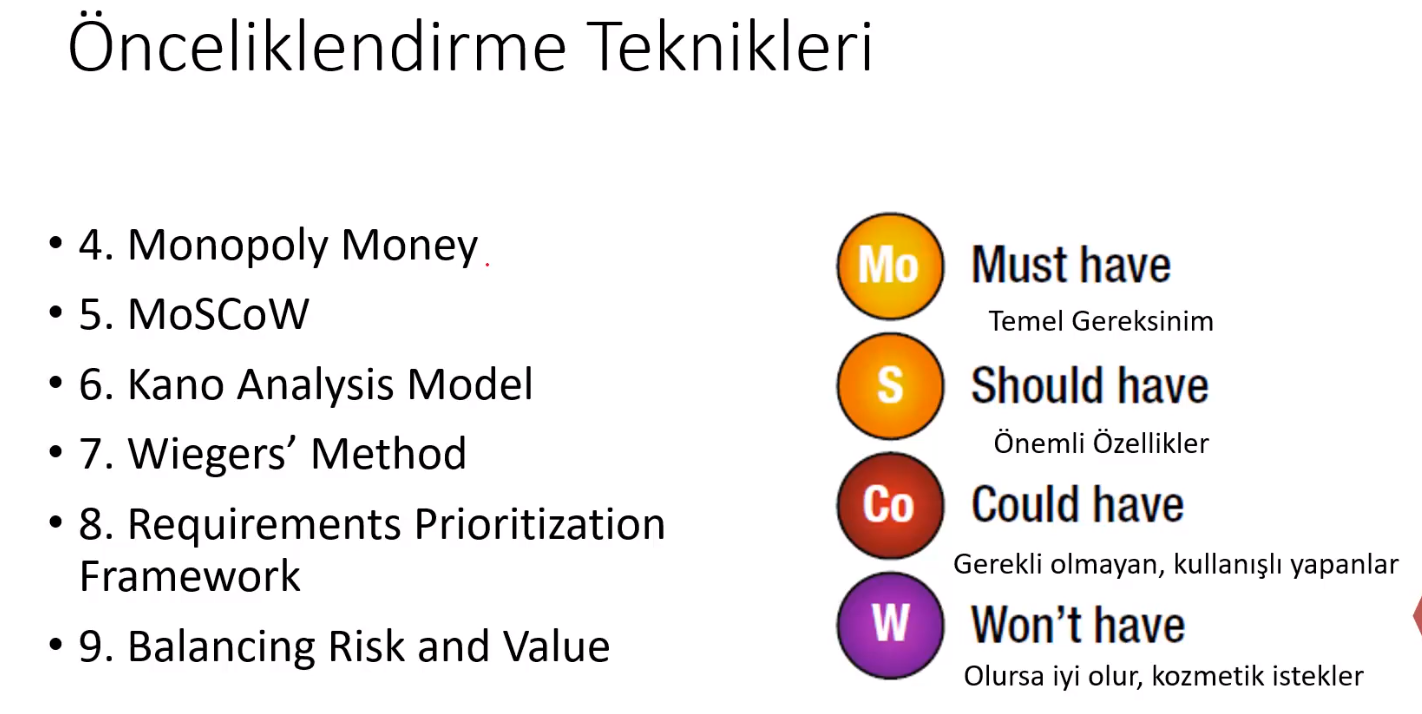 Önceliklendirme Teknikleri
• 4. Monopoly Money
• 5. MoSCoW
• 6. Kano Analysis Model
• 7. Wiegers’ Method
• 8. Requirements Prioritization
Framework
• 9. Balancing Risk and Value
Mo Must have
Temel Gereksinim
S Should have
Önemli Özellikler
Co Could have
Gerekli olmayan, kullanışlı yapanlar
W Won’t have
Olursa iyi olur, kozmetik istekler